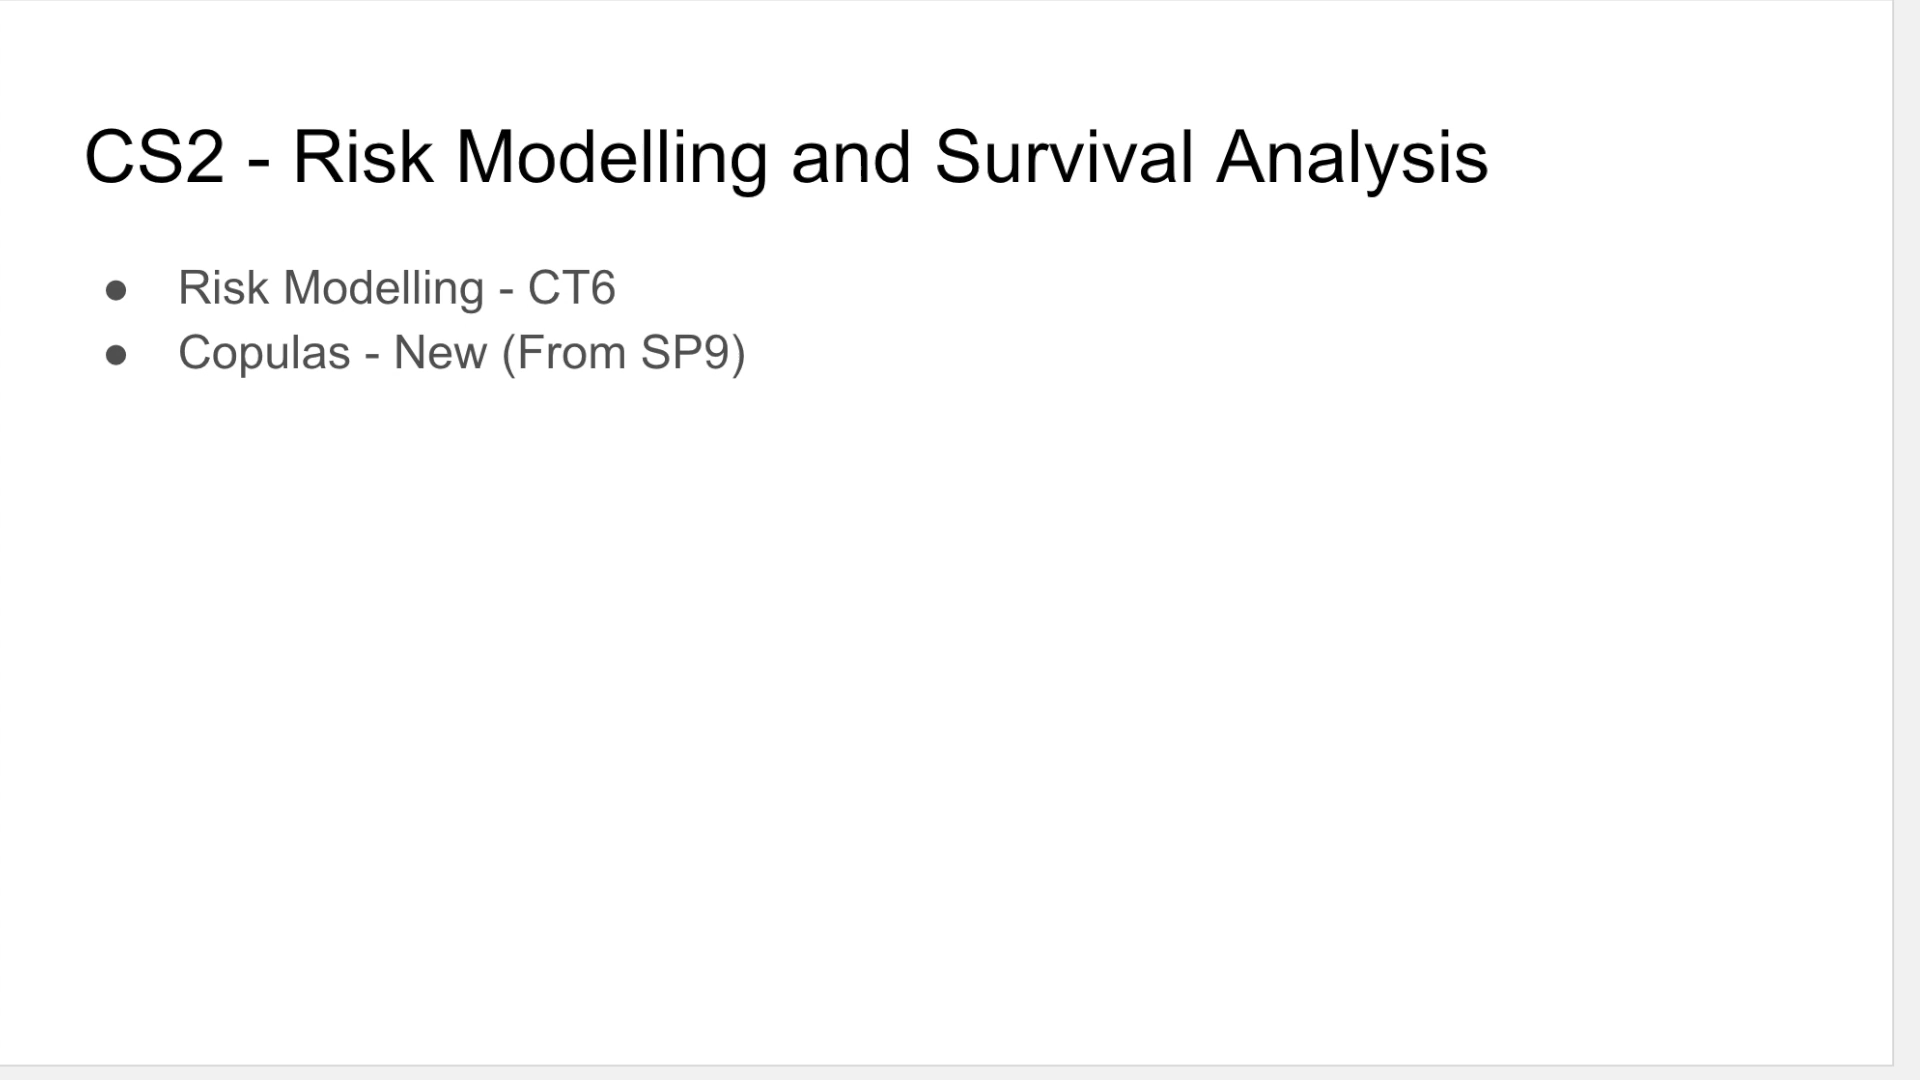 CS2 - Risk Modelling and Survival Analysis
● Risk Modelling - CT6
● Copulas - New (From SP9)